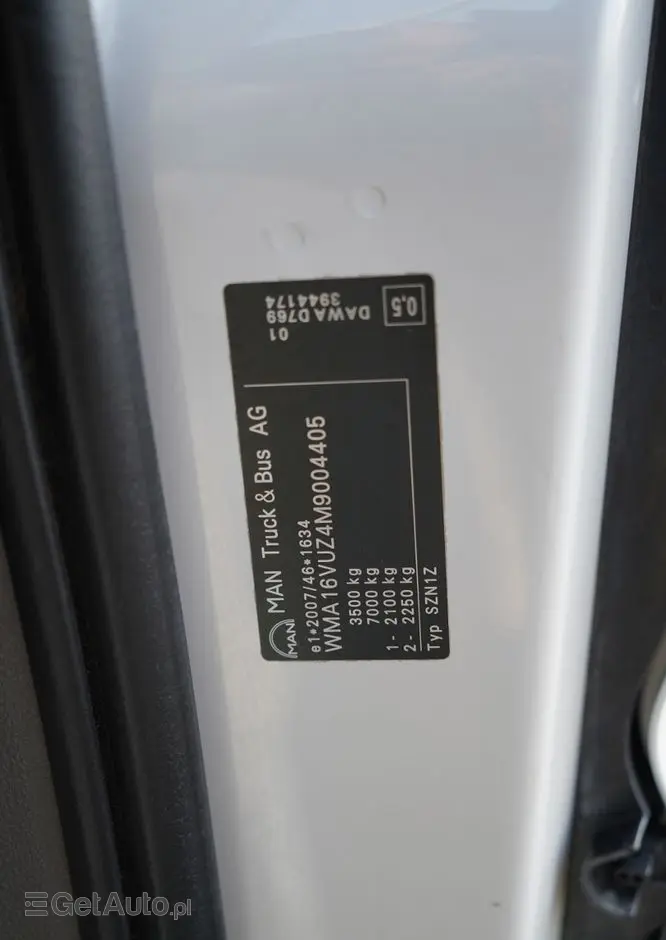 MAN
MAN Truck & Bus AG
e1*2007/46*1634
WMA16VUZ4M9004405
3500 kg
7000 kg
1- 2100 kg
2- 2250 kg
Typ SZN1Z
01
DAWA D769
3944174
0,5
GetAuto.pl